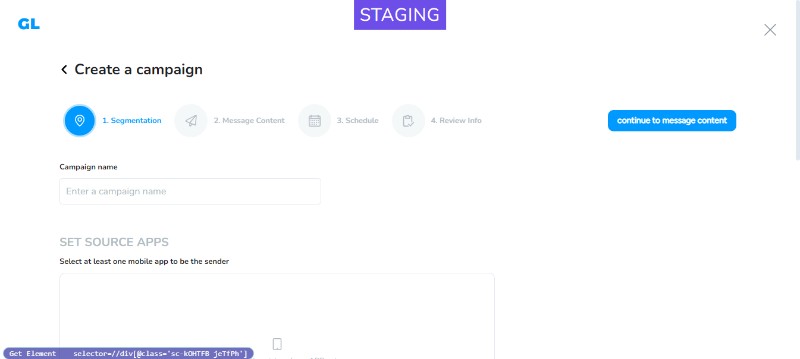 STAGING
GL
Create a campaign
1. Segmentation
2. Message Content
3. Schedule
4. Review Info
continue to message content
Campaign name
Enter a campaign name
SET SOURCE APPS
Select at least one mobile app to be the sender
Get Element selector=//div[@class='sc-kOHTFB jeTfPh']